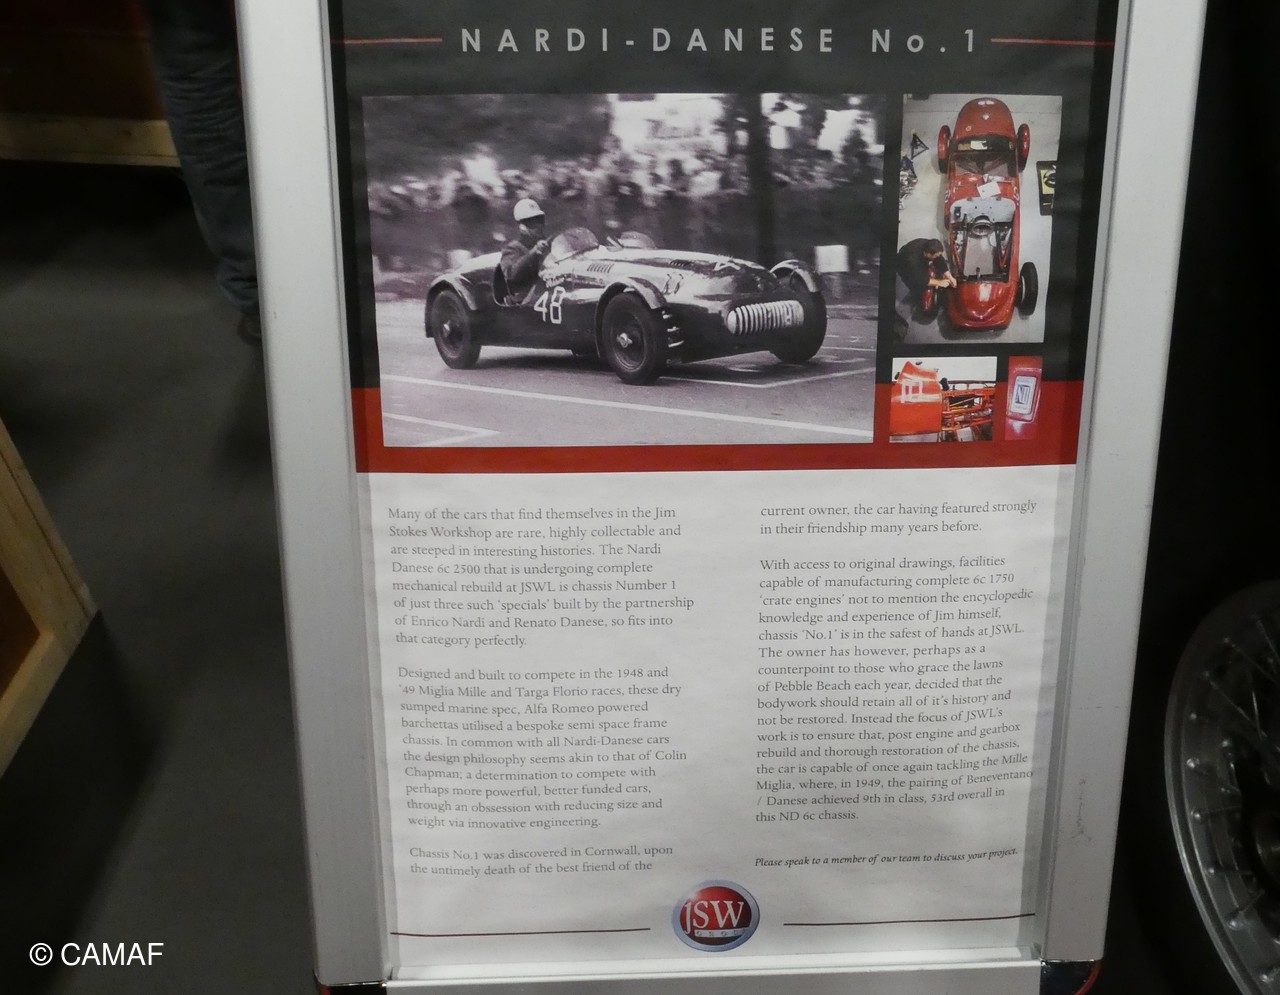 NARDI-DANESE No.1
48
Many of the cars that find themselves in the Jim
Stokes Workshop are rare, highly collectable and
are steeped in interesting histories. The Nardi
Danese 6c 2500 that is undergoing complete
mechanical rebuild at JSWL is chassis Number 1
of just three such 'specials' built by the partnership
of Enrico Nardi and Renato Danese, so fits into
that category perfectly.
Designed and built to compete in the 1948 and
'49 Miglia Mille and Targa Florio races, these dry
sumped marine spec, Alfa Romeo powered
barchettas utilised a bespoke semi space frame
chassis. In common with all Nardi-Danese cars
the design philosophy seems akin to that of Colin
Chapman; a determination to compete with
perhaps more powerful, better funded cars,
through an obssession with reducing size and
weight via innovative engineering.
Chassis No.1 was discovered in Cornwall, upon
the untimely death of the best friend of the
current owner, the car having featured strongly
in their friendship many years before.
With access to original drawings, facilities
capable of manufacturing complete 6c 1750
'crate engines' not to mention the encyclopedic
knowledge and experience of Jim himself,
chassis 'No.1' is in the safest of hands at JSWL.
The owner has however, perhaps as a
counterpoint to those who grace the lawns
of Pebble Beach each year, decided that the
bodywork should retain all of it's history and
not be restored. Instead the focus of JSWL's
work is to ensure that, post engine and gearbox
rebuild and thorough restoration of the chassis,
the car is capable of once again tackling the Mille
Miglia, where, in 1949, the pairing of Beneventano
/ Danese achieved 9th in class, 53rd overall in
this ND 6c chassis.
Please speak to a member of our team to discuss your project.
JSW
© CAMAF